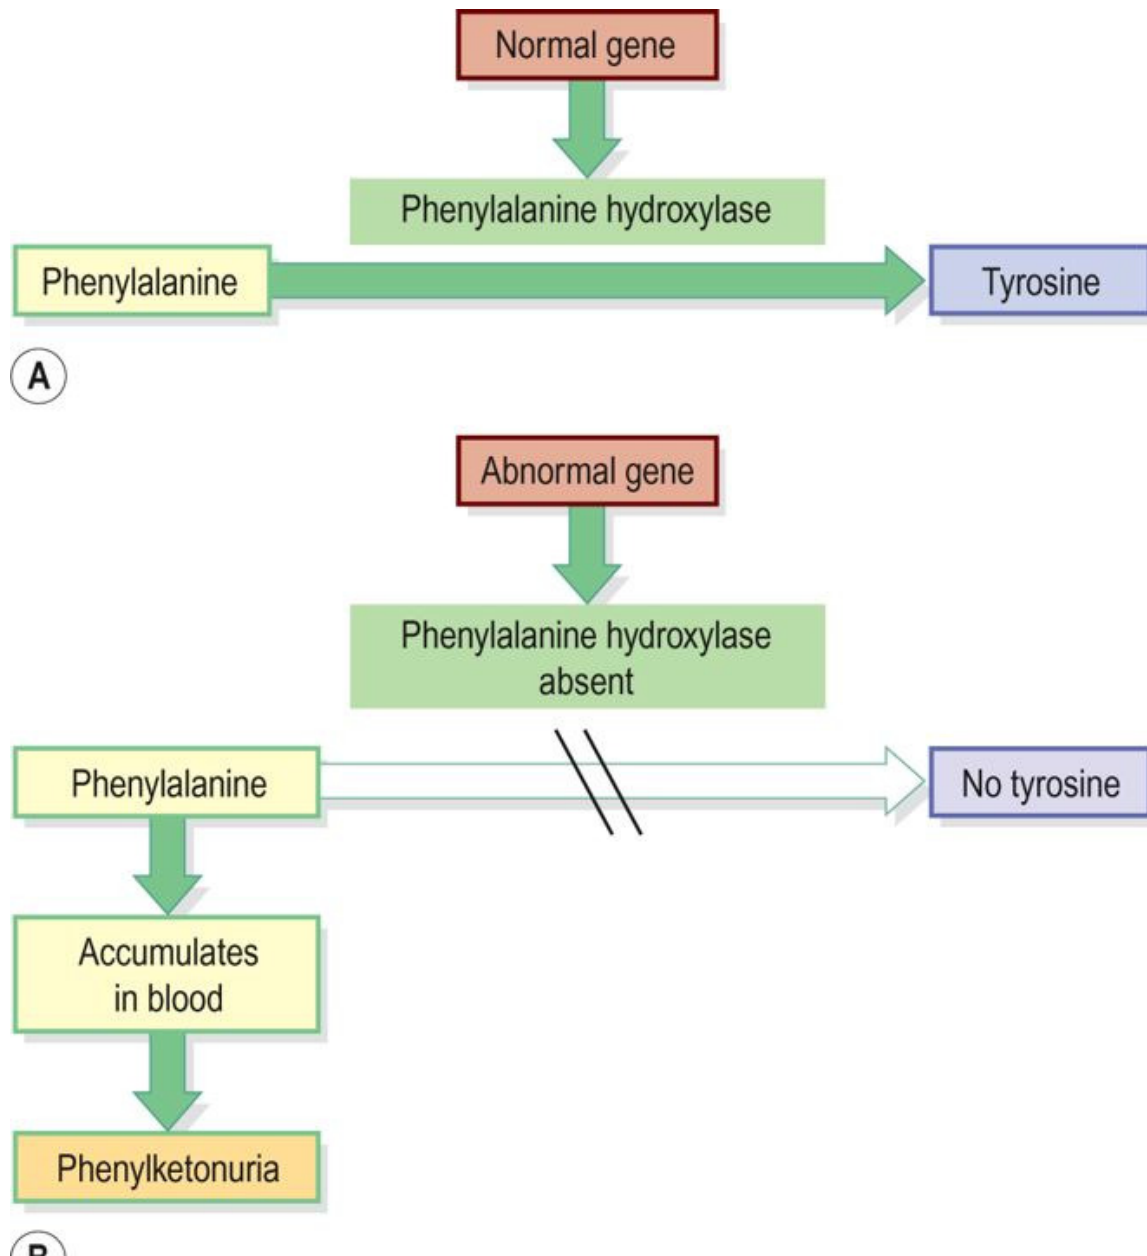 Normal gene
Phenylalanine hydroxylase
Phenylalanine
Tyrosine
A
Abnormal gene
Phenylalanine hydroxylase
absent
Phenylalanine
No tyrosine
Accumulates
in blood
Phenylketonuria
B